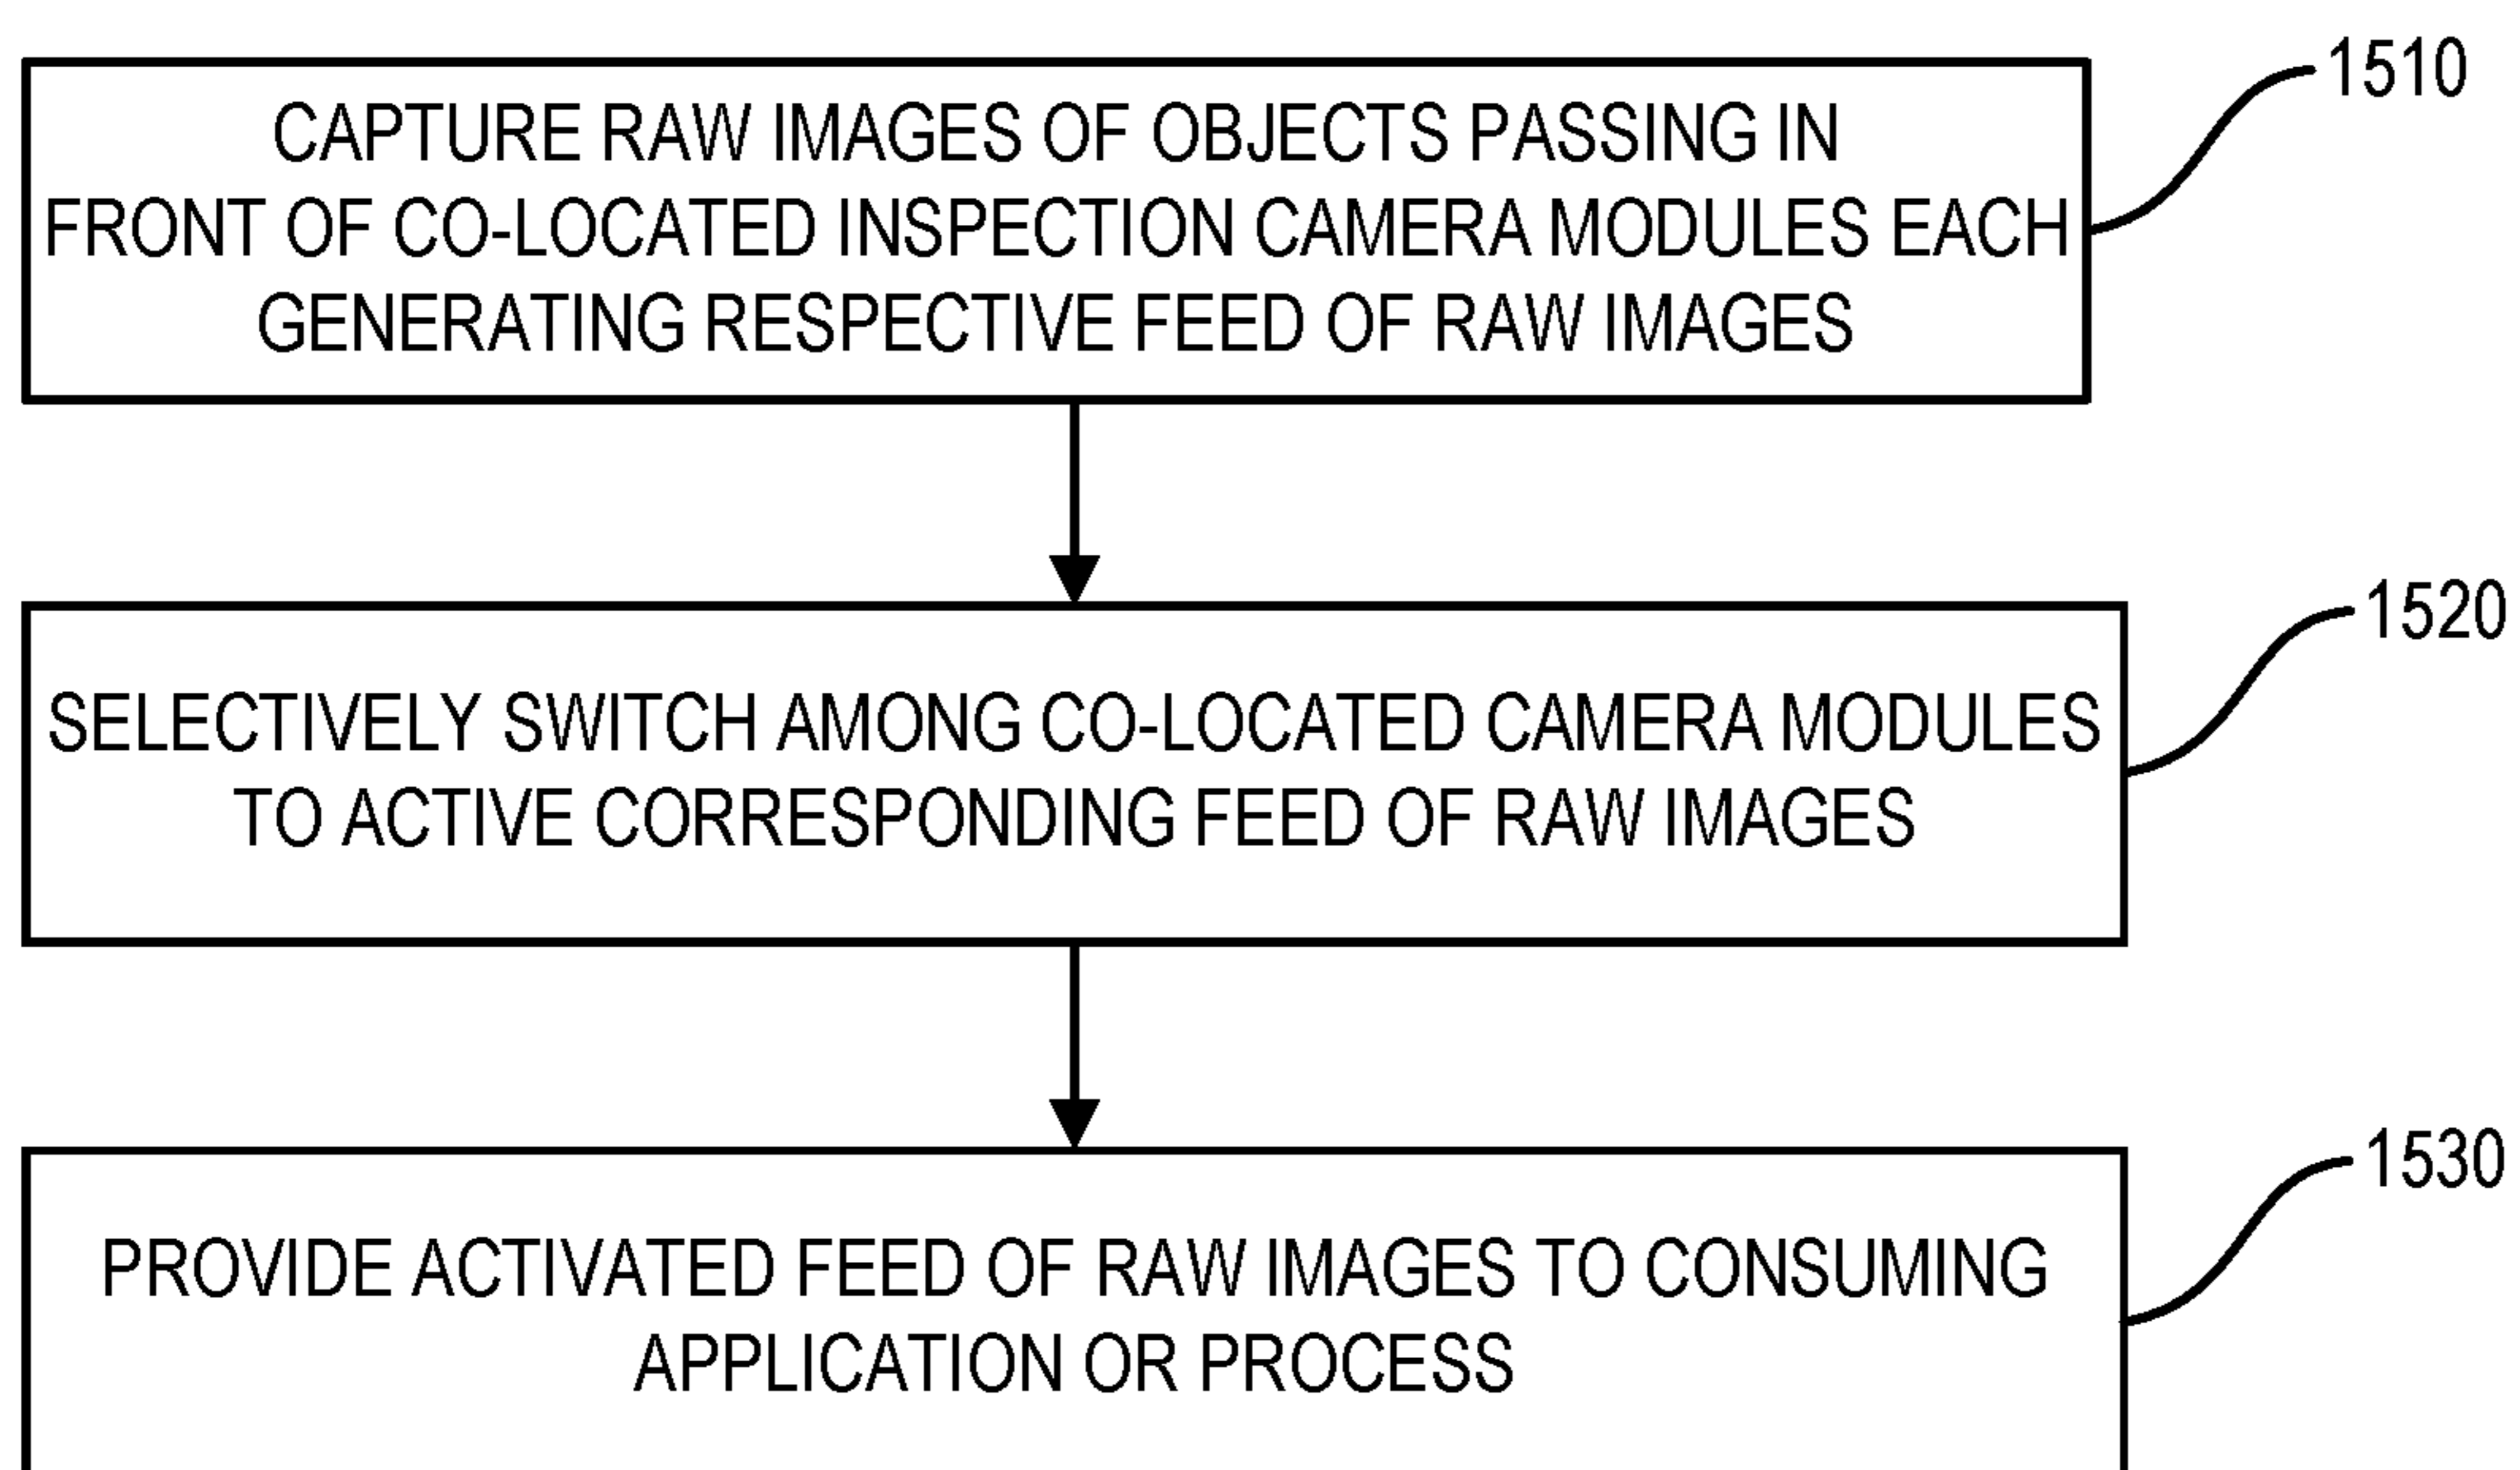 1510
CAPTURE RAW IMAGES OF OBJECTS PASSING IN
FRONT OF CO-LOCATED INSPECTION CAMERA MODULES EACH
GENERATING RESPECTIVE FEED OF RAW IMAGES
1520
SELECTIVELY SWITCH AMONG CO-LOCATED CAMERA MODULES
TO ACTIVE CORRESPONDING FEED OF RAW IMAGES
1530
PROVIDE ACTIVATED FEED OF RAW IMAGES TO CONSUMING
APPLICATION OR PROCESS